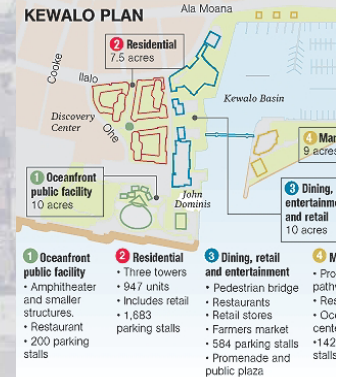 KEWALO PLAN
Ala Moana
2 Residential
7.5 acres
Cooke
Ilalo
Kewalo Basin
Discovery
Center
Ohe
4 Mar
9 acres
1 Oceanfront
public facility
10 acres
John
Dominis
3 Dining,
entertainme
and retail
10 acres
1 Oceanfront
public facility
• Amphitheater
and smaller
structures.
• Restaurant
• 200 parking
stalls
2 Residential
• Three towers
• 947 units
• Includes retail
• 1,683
parking stalls
3 Dining, retail
and entertainment
• Pedestrian bridge
• Restaurants
• Retail stores
• Farmers market
• 584 parking stalls
• Promenade and
public plaza
4 M
• Pro
path
• Res
• Oc
cent
• 142
stalls